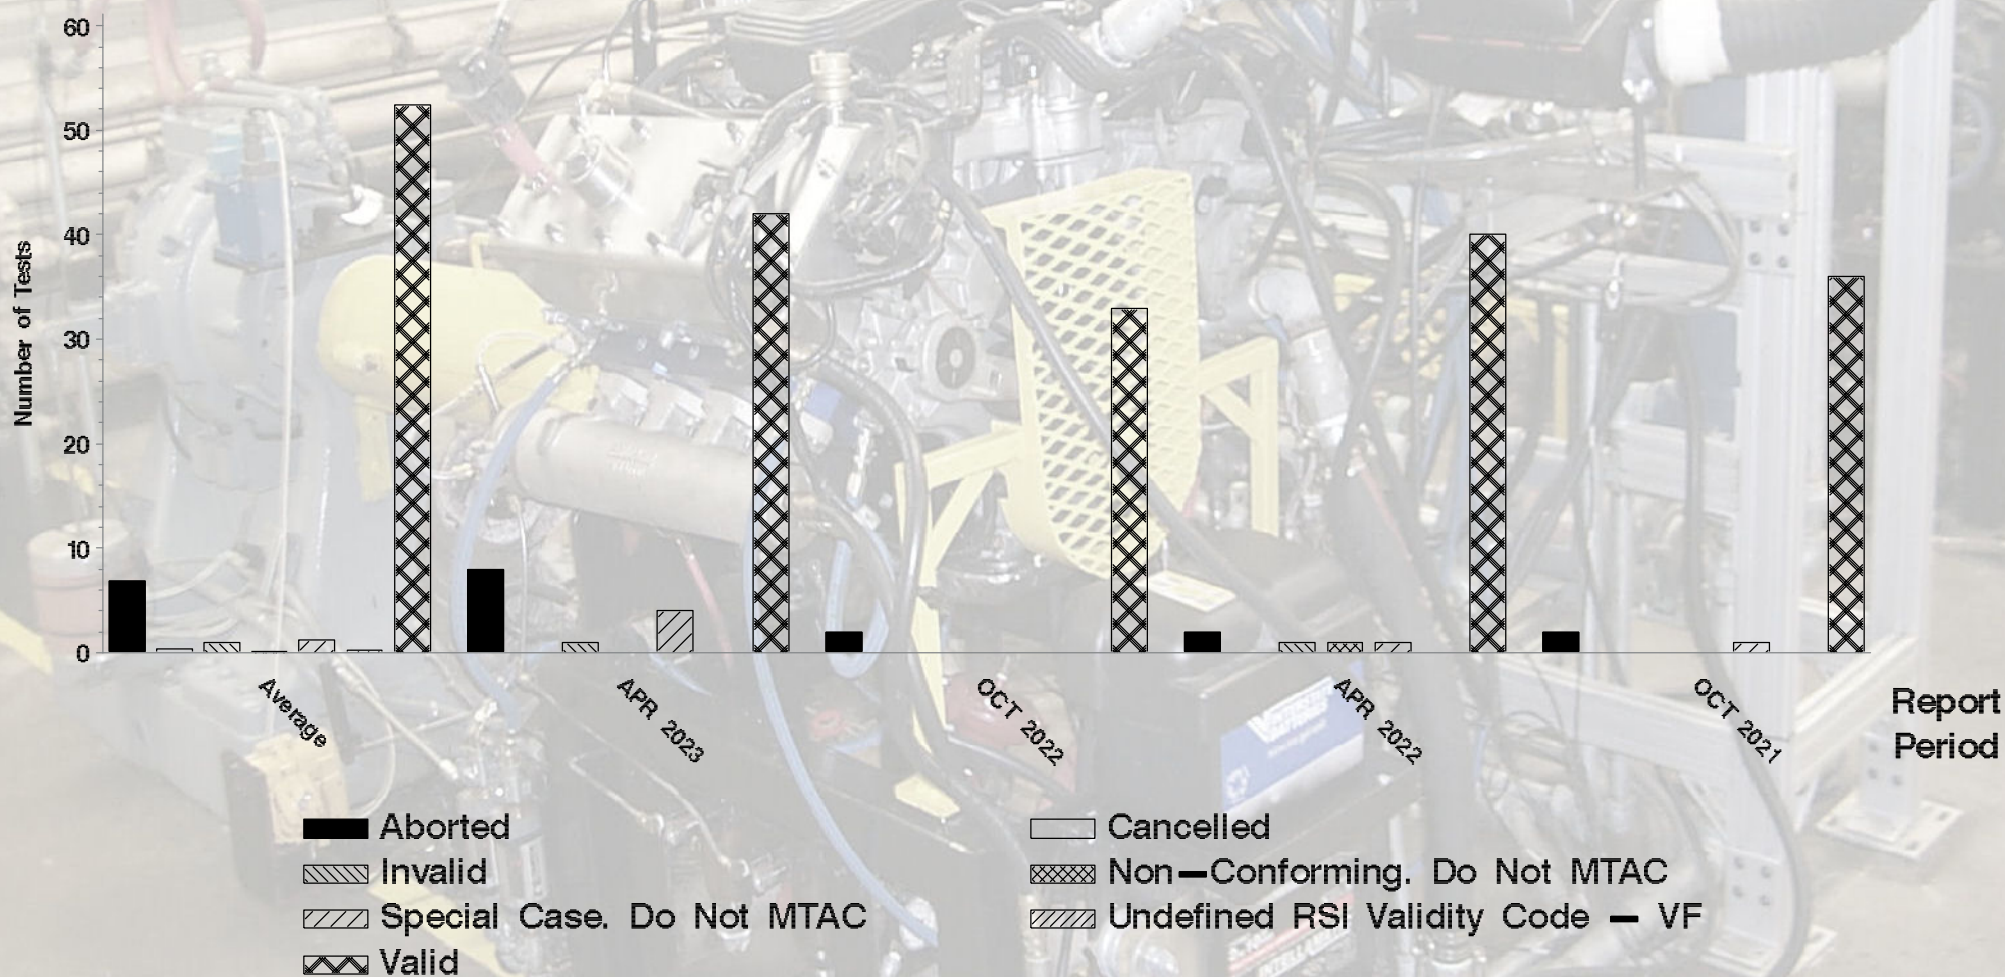 60
50
40
30
20
10
0
Number of Tests
Average
APR 2023
OCT 2022
APR 2022
OCT 2021
Report
Period
Aborted
Cancelled
Invalid
Non-Conforming. Do Not MTAC
Special Case. Do Not MTAC
Undefined RSI Validity Code - VF
Valid